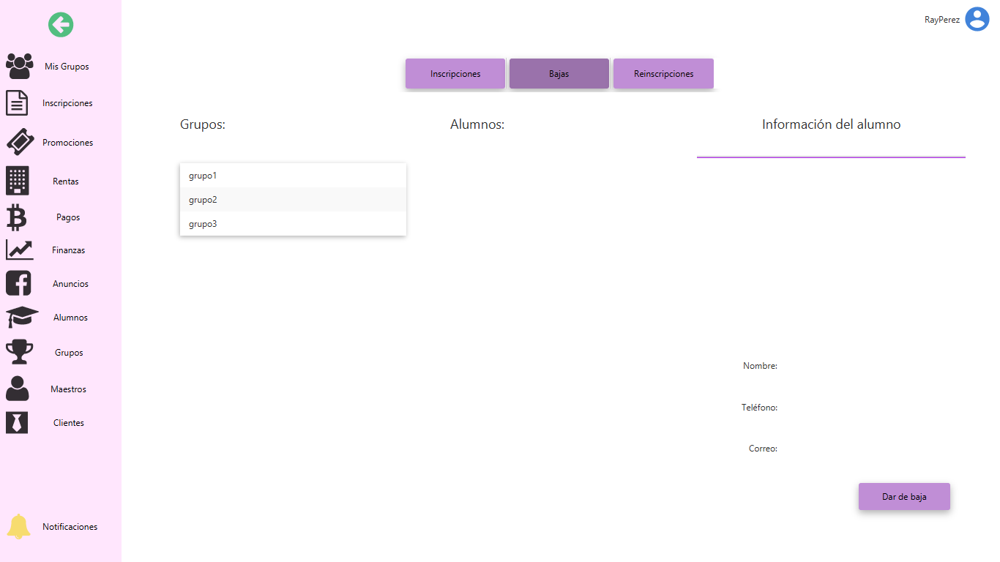 RayPerez
Mis Grupos
Inscripciones
Promociones
Rentas
Pagos
Finanzas
Anuncios
Alumnos
Grupos
Maestros
Clientes
Notificaciones
Inscripciones
Bajas
Reinscripciones
Grupos:
grupo1
grupo2
grupo3
Alumnos:
Información del alumno
Nombre:
Teléfono:
Correo:
Dar de baja